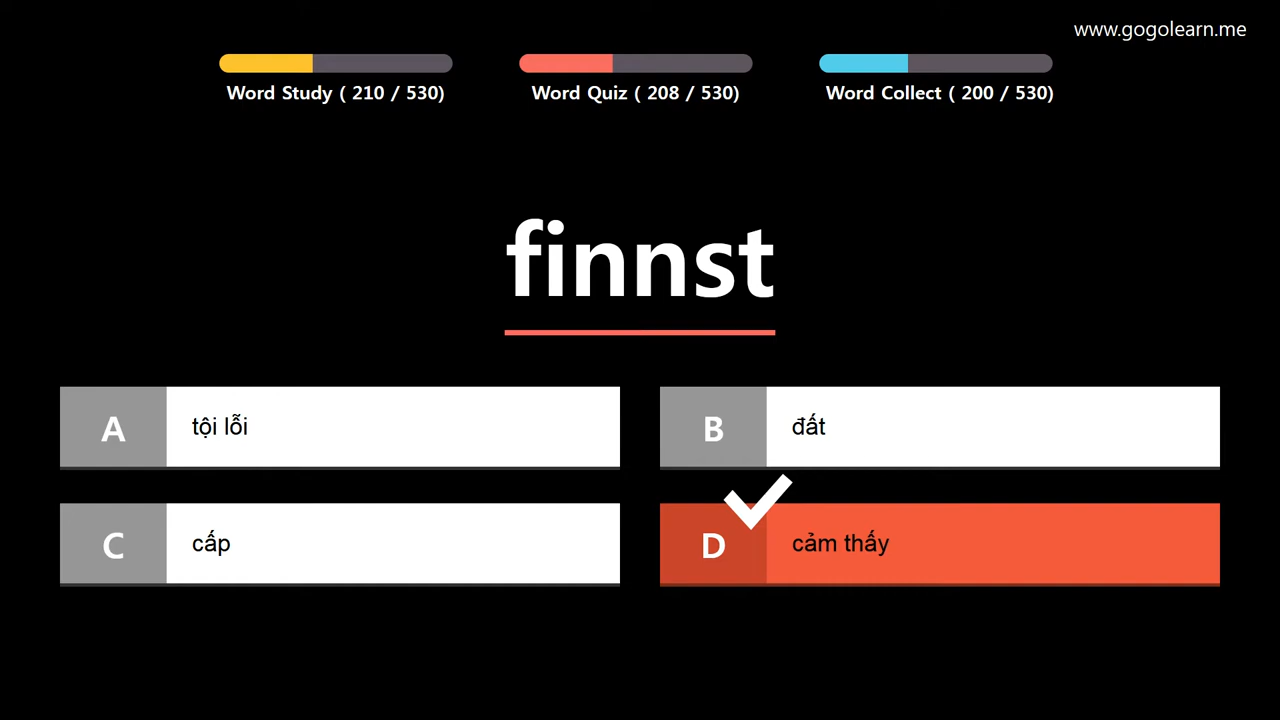 www.gogolearn.me
Word Study ( 210 / 530)
Word Quiz ( 208 / 530)
Word Collect ( 200 / 530)
finnst
A tội lỗi
B đất
C cấp
D cảm thấy